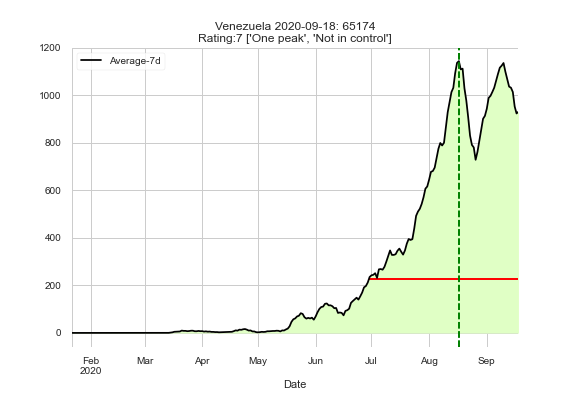 Venezuela 2020-09-18: 65174
Rating:7 ['One peak', 'Not in control']
Average-7d
1200
1000
800
600
400
200
0
Feb Mar Apr May Jun Jul Aug Sep
2020
Date